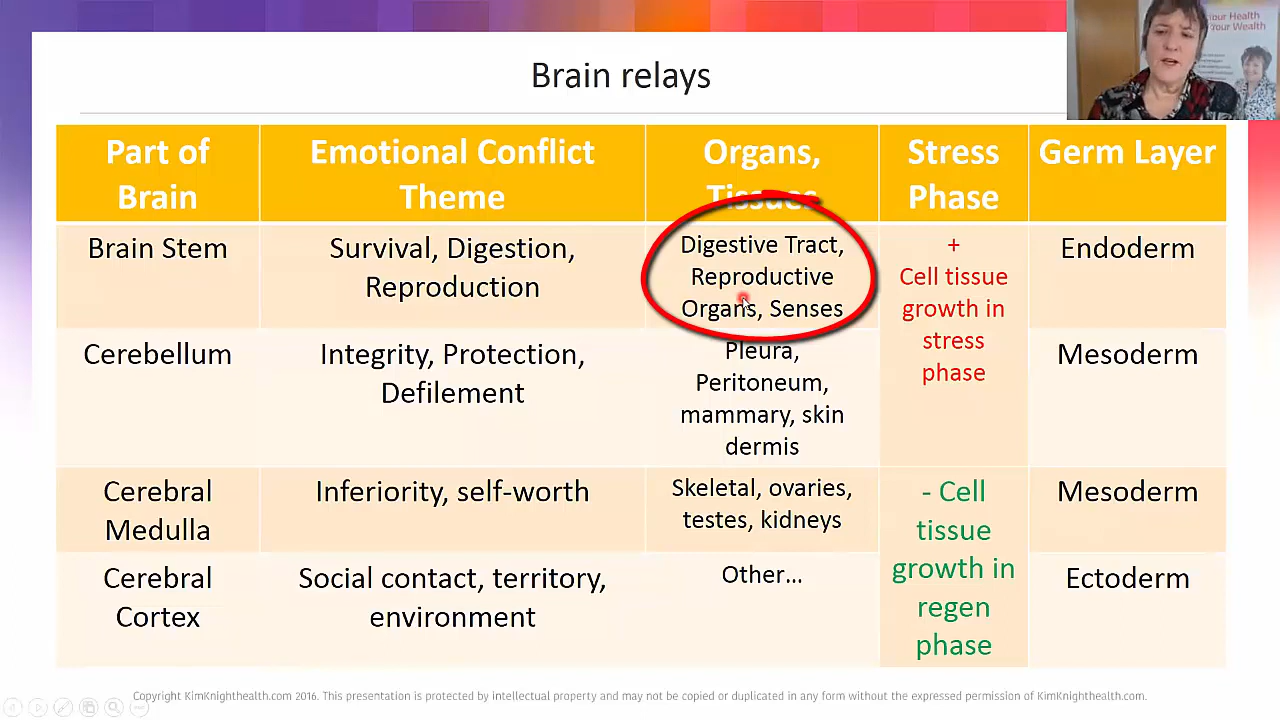 our Health
our Wealth
Brain relays
Part of
Brain
Emotional Conflict
Theme
Organs,
Tissues
Stress
Phase
Germ Layer
Brain Stem
Survival, Digestion,
Reproduction
Digestive Tract,
Reproductive
Organs, Senses
+
Cell tissue
growth in
stress
phase
Endoderm
Cerebellum
Integrity, Protection,
Defilement
Pleura,
Peritoneum,
mammary, skin
dermis
Mesoderm
Cerebral
Medulla
Inferiority, self-worth
Skeletal, ovaries,
testes, kidneys
- Cell
tissue
growth in
regen
phase
Mesoderm
Cerebral
Cortex
Social contact, territory,
environment
Other...
Ectoderm
Copyright KimKnighthealth.com 2016. This presentation is protected by intellectual property and may not be copied or duplicated in any form without the expressed permission of KimKnighthealth.com.